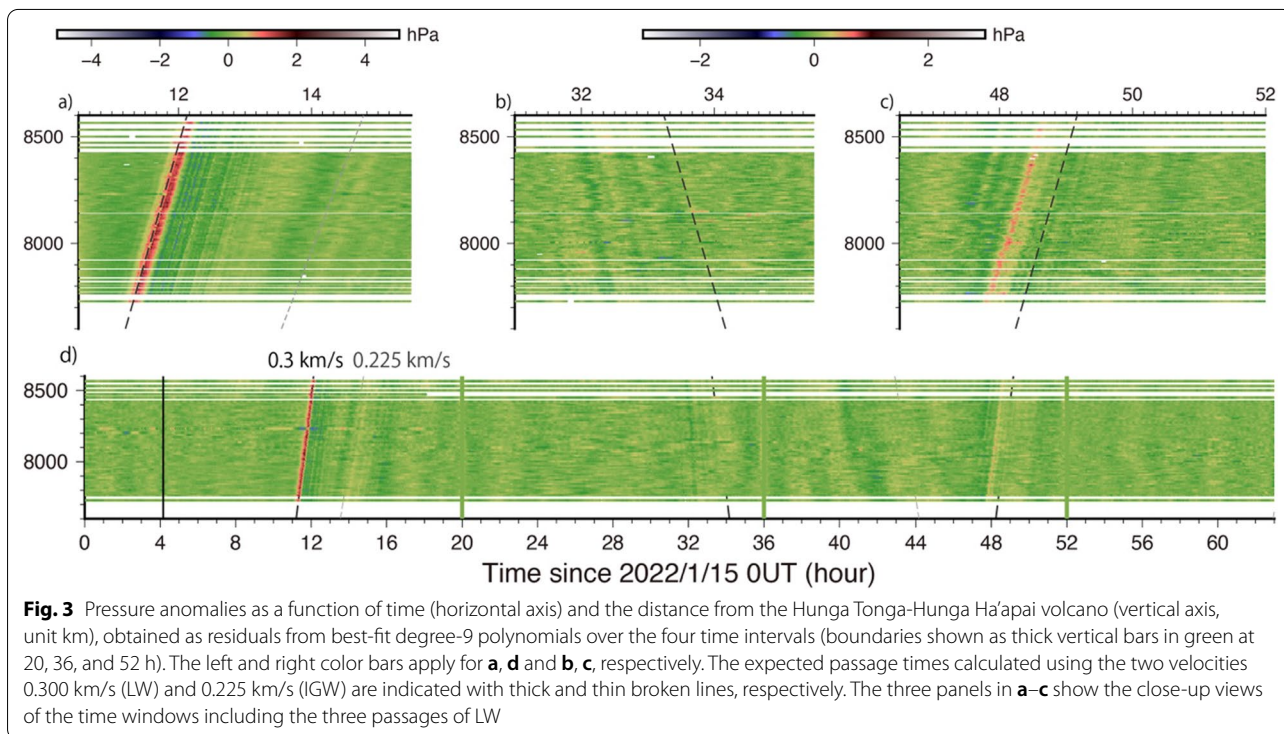 hPa
−4 −2 0 2 4
hPa
−2 0 2
a) 12 14
b) 32 34
c) 48 50 52
8500
8000
d) 0.3 km/s 0.225 km/s
8500
8000
0 4 8 12 16 20 24 28 32 36 40 44 48 52 56 60
Time since 2022/1/15 0UT (hour)
Fig. 3 Pressure anomalies as a function of time (horizontal axis) and the distance from the Hunga Tonga-Hunga Ha’apai volcano (vertical axis,
unit km), obtained as residuals from best-fit degree-9 polynomials over the four time intervals (boundaries shown as thick vertical bars in green at
20, 36, and 52 h). The left and right color bars apply for a, d and b, c, respectively. The expected passage times calculated using the two velocities
0.300 km/s (LW) and 0.225 km/s (IGW) are indicated with thick and thin broken lines, respectively. The three panels in a–c show the close-up views
of the time windows including the three passages of LW